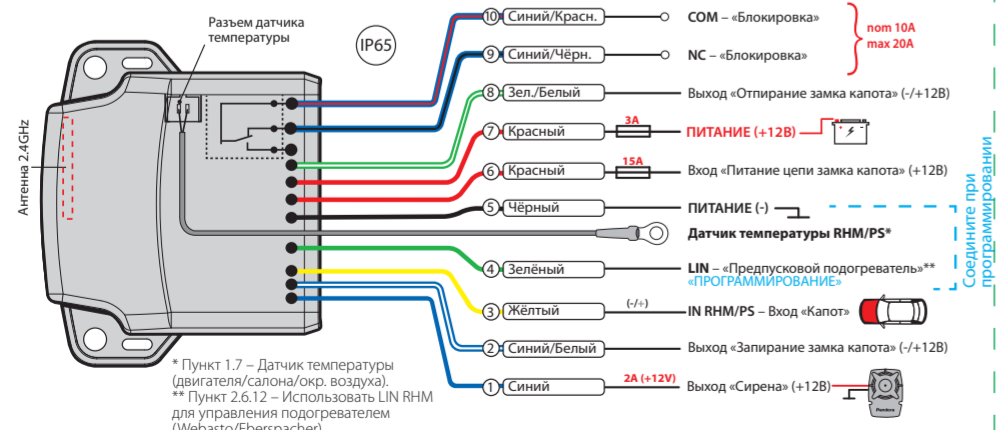 Разъем датчика
температуры
IP65
Антенна 2.4GHz
10 Синий/Красн. COM – «Блокировка»
nom 10A
max 20A
9 Синий/Чёрн. NC – «Блокировка»
8 Зел./Белый Выход «Отпирание замка капота» (-/+12В)
7 Красный 3A ПИТАНИЕ (+12В)
6 Красный 15A Вход «Питание цепи замка капота» (+12В)
5 Чёрный ПИТАНИЕ (-)
Датчик температуры RHM/PS*
4 Зелёный LIN – «Предпусковой подогреватель»**
«ПРОГРАММИРОВАНИЕ»
Соедините при
программировании
3 Жёлтый (-/+) IN RHM/PS – Вход «Капот»
2 Синий/Белый Выход «Запирание замка капота» (-/+12В)
1 Синий 2A (+12V) Выход «Сирена» (+12В)
Pandora
* Пункт 1.7 – Датчик температуры
(двигателя/салона/окр. воздуха).
** Пункт 2.6.12 – Использовать LIN RHM
для управления подогревателем
(Webasto/Eberspacher)